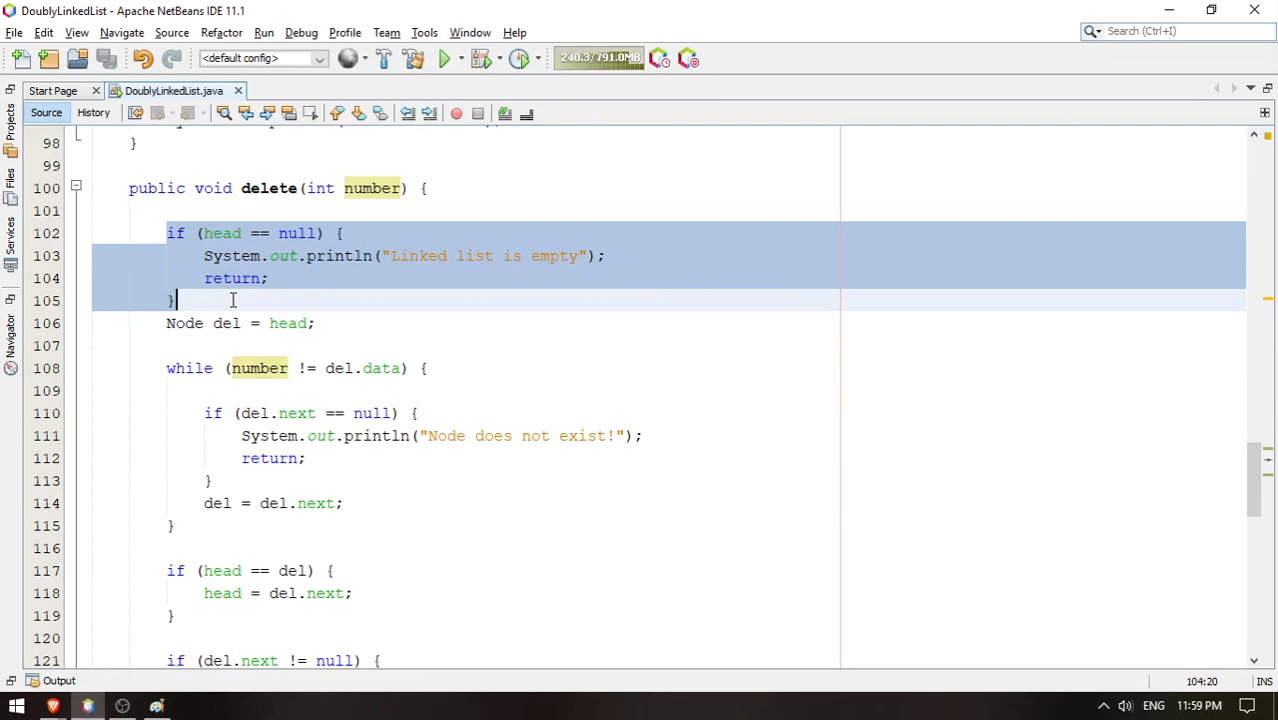 DoublyLinkedList - Apache NetBeans IDE 11.1
File Edit View Navigate Source Refactor Run Debug Profile Team Tools Window Help
Search (Ctrl+I)
<default config>
240.3/791.0MB
Start Page
DoublyLinkedList.java
Source History
Projects
Files
Services
Navigator
98 }
99
100 public void delete(int number) {
101
102 if (head == null) {
103 System.out.println("Linked list is empty");
104 return;
105 }
106 Node del = head;
107
108 while (number != del.data) {
109
110 if (del.next == null) {
111 System.out.println("Node does not exist!");
112 return;
113 }
114 del = del.next;
115 }
116
117 if (head == del) {
118 head = del.next;
119 }
120
121 if (del.next != null) {
Output
104:20 INS
ENG 11:59 PM